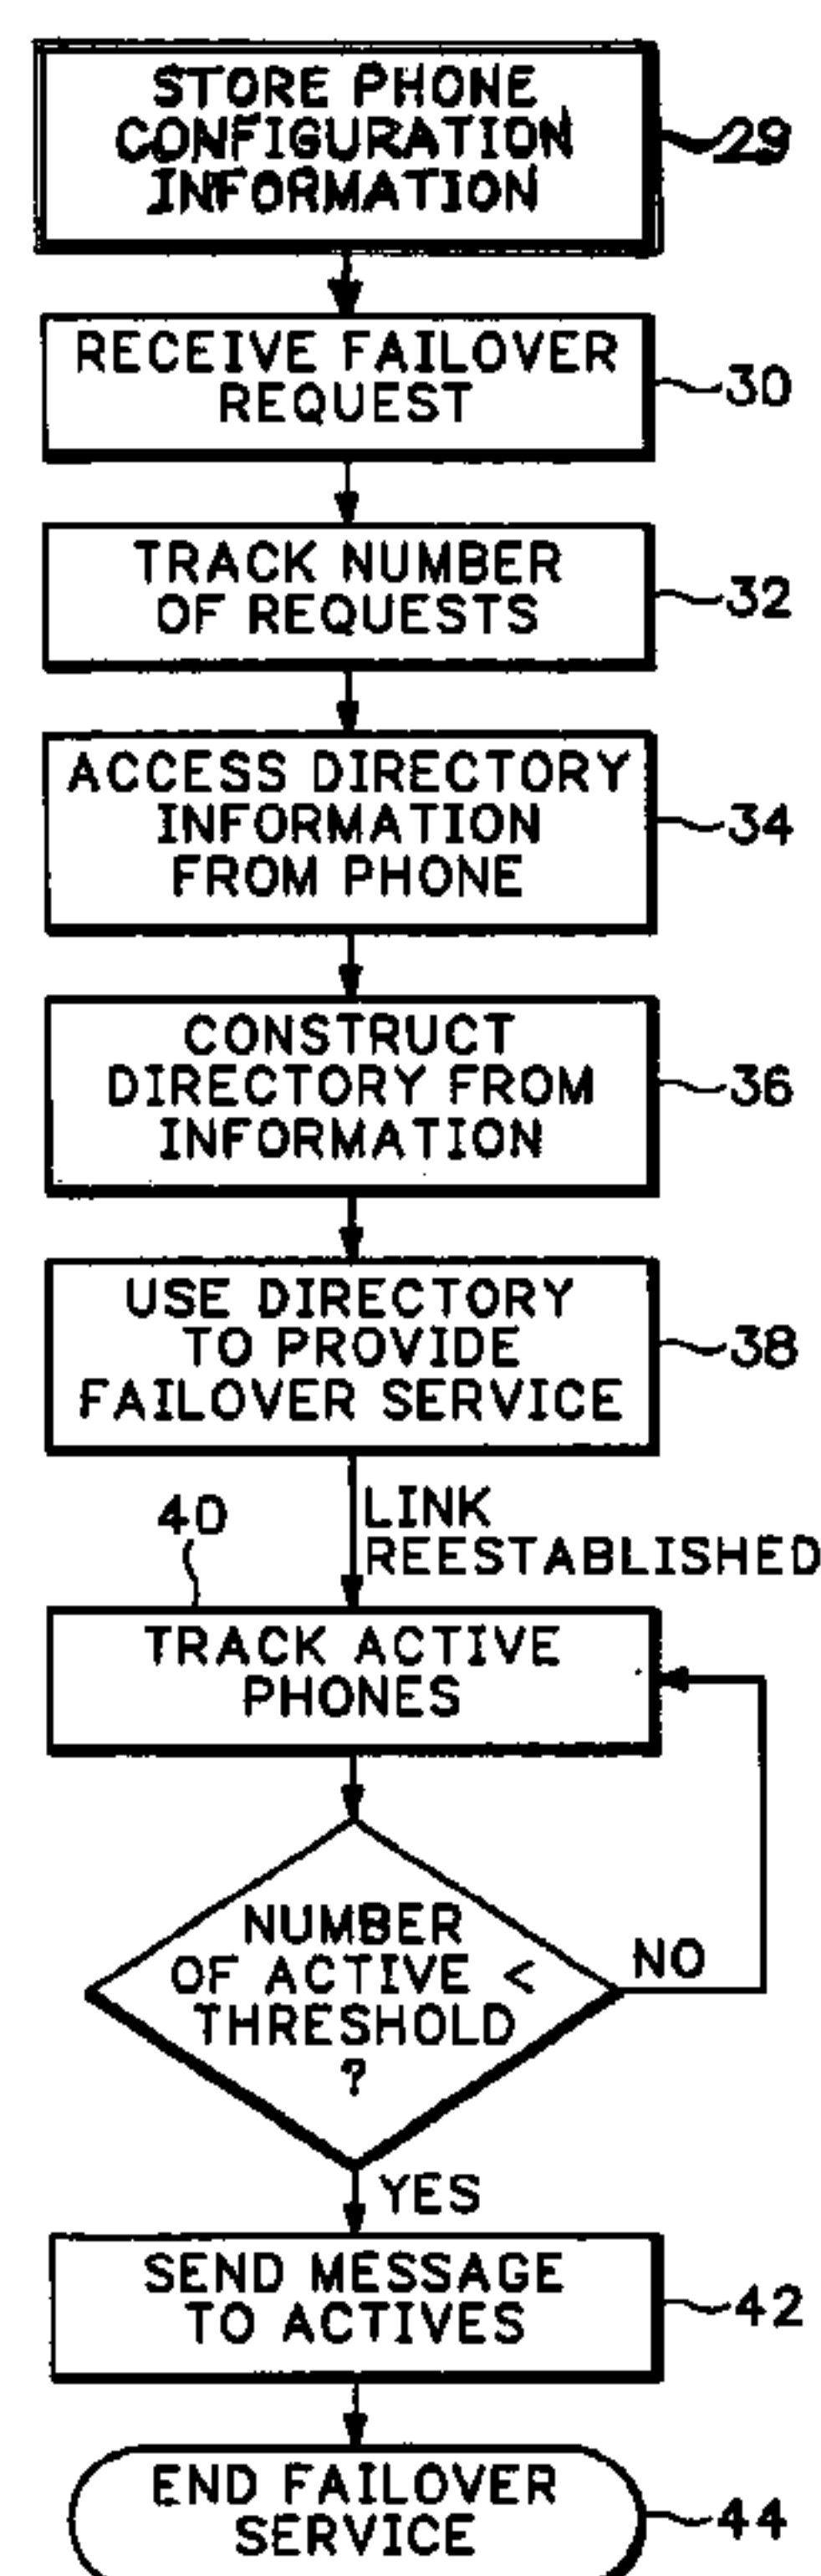 STORE PHONE
CONFIGURATION
INFORMATION
29
RECEIVE FAILOVER
REQUEST
30
TRACK NUMBER
OF REQUESTS
32
ACCESS DIRECTORY
INFORMATION
FROM PHONE
34
CONSTRUCT
DIRECTORY FROM
INFORMATION
36
USE DIRECTORY
TO PROVIDE
FAILOVER SERVICE
38
LINK
REESTABLISHED
40
TRACK ACTIVE
PHONES
NUMBER
OF ACTIVE <
THRESHOLD
?
NO
YES
SEND MESSAGE
TO ACTIVES
42
END FAILOVER
SERVICE
44